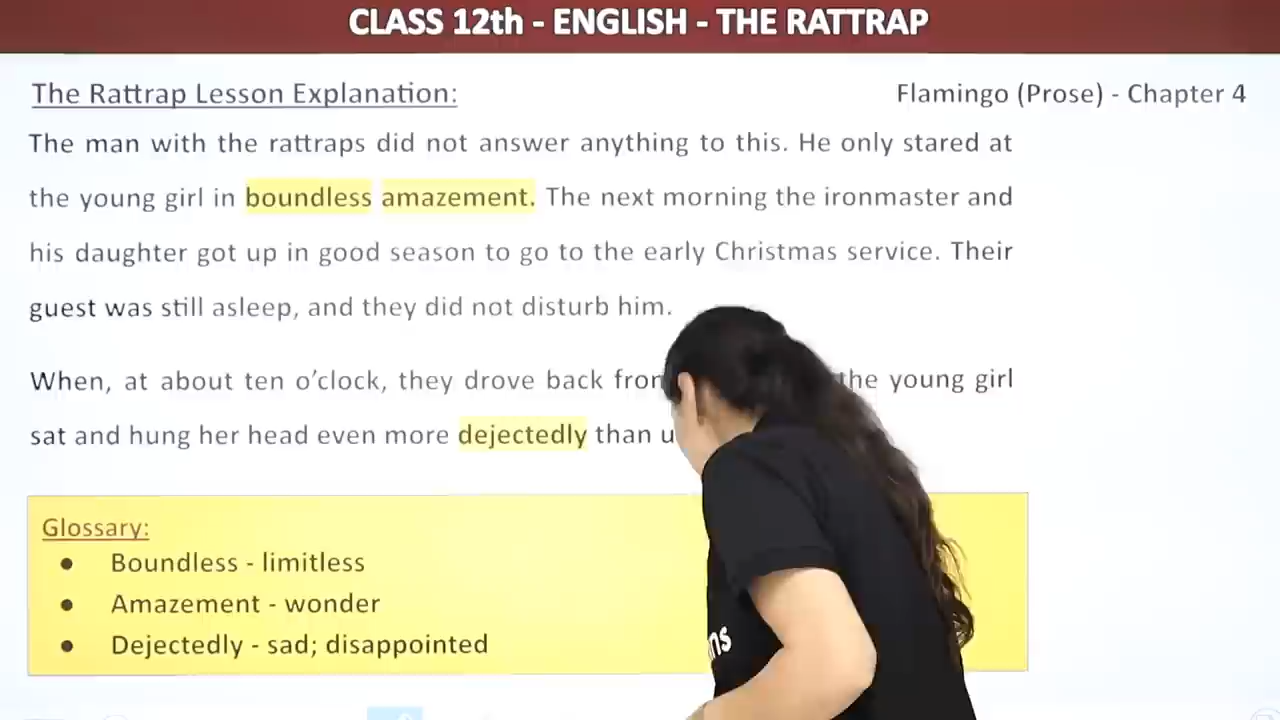 CLASS 12th - ENGLISH - THE RATTRAP
The Rattrap Lesson Explanation:
Flamingo (Prose) - Chapter 4
The man with the rattraps did not answer anything to this. He only stared at
the young girl in boundless amazement. The next morning the ironmaster and
his daughter got up in good season to go to the early Christmas service. Their
guest was still asleep, and they did not disturb him.
When, at about ten o’clock, they drove back the young girl
sat and hung her head even more dejectedly than
Glossary:
● Boundless - limitless
● Amazement - wonder
● Dejectedly - sad; disappointed